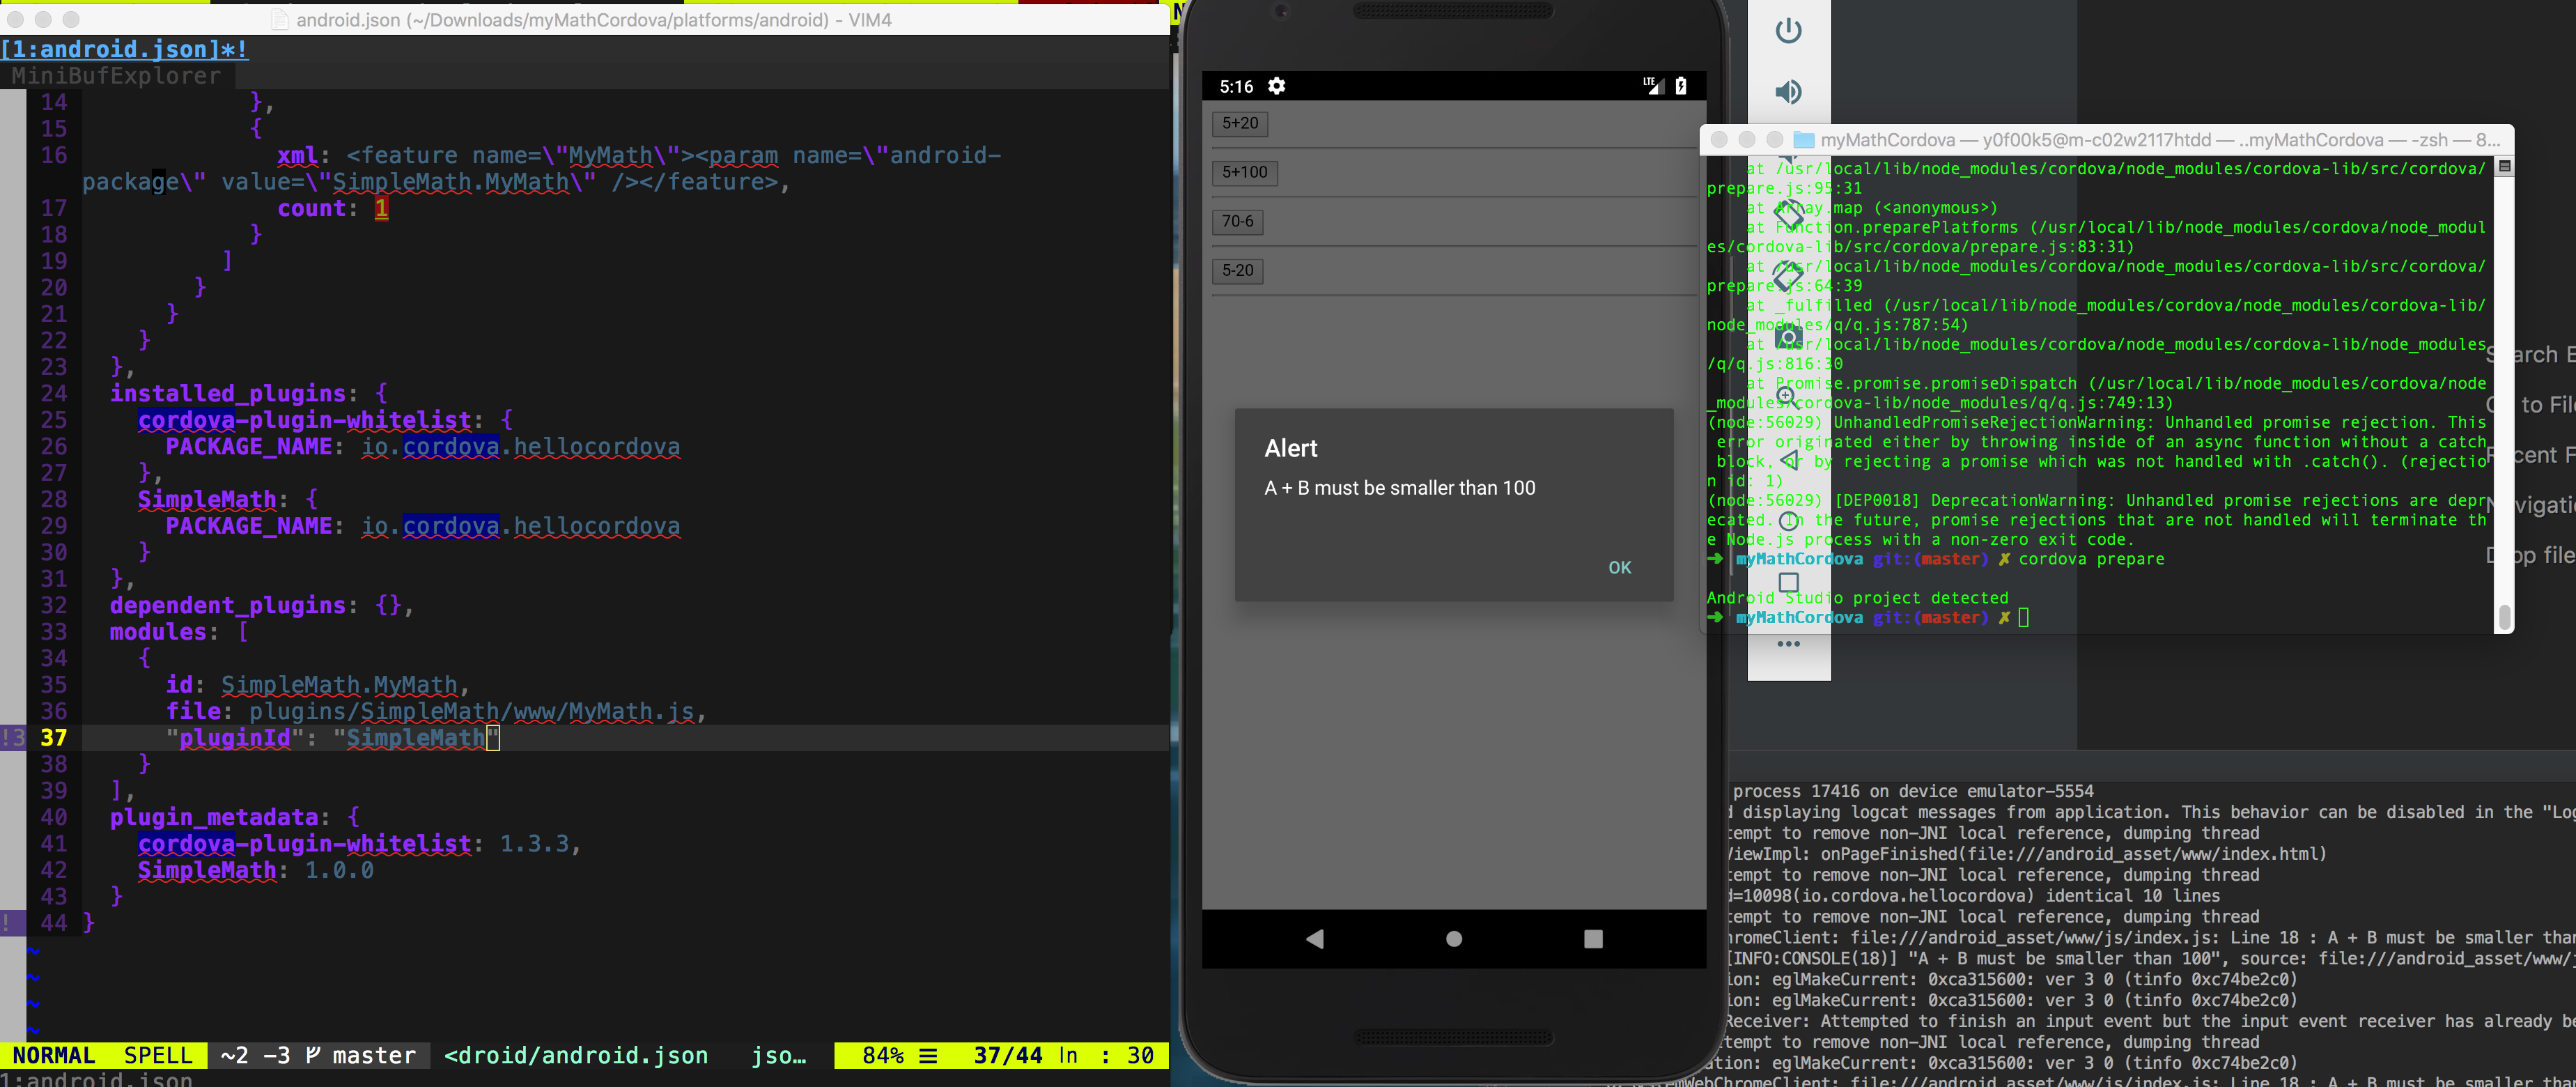 android.json (~/Downloads/myMathCordova/platforms/android) - VIM4
[1:android.json]*!
MiniBufExplorer
14 },
15 {
16 xml: <feature name=\"MyMath\"><param name=\"android-
package\" value=\"SimpleMath.MyMath\" /></feature>,
17 count: 1
18 }
19 ]
20 }
21 }
22 }
23 },
24 installed_plugins: {
25 cordova-plugin-whitelist: {
26 PACKAGE_NAME: io.cordova.hellocordova
27 },
28 SimpleMath: {
29 PACKAGE_NAME: io.cordova.hellocordova
30 }
31 },
32 dependent_plugins: {},
33 modules: [
34 {
35 id: SimpleMath.MyMath,
36 file: plugins/SimpleMath/www/MyMath.js,
!3 37 "pluginId": "SimpleMath"
38 }
39 ],
40 plugin_metadata: {
41 cordova-plugin-whitelist: 1.3.3,
42 SimpleMath: 1.0.0
43 }
! 44 }
~
~
~
~
NORMAL SPELL ~2 -3 master <droid/android.json jso… 84% ☰ 37/44 ln : 30
1:android.json
5:16 LTE
5+20
5+100
70-6
5-20
Alert
A + B must be smaller than 100
OK
myMathCordova — y0f00k5@m-c02w2117htdd — ..myMathCordova — -zsh — 8...
at /usr/local/lib/node_modules/cordova/node_modules/cordova-lib/src/cordova/
prepare.js:95:31
at Array.map (<anonymous>)
at Function.preparePlatforms (/usr/local/lib/node_modules/cordova/node_modul
es/cordova-lib/src/cordova/prepare.js:83:31)
at /usr/local/lib/node_modules/cordova/node_modules/cordova-lib/src/cordova/
prepare.js:64:39
at _fulfilled (/usr/local/lib/node_modules/cordova/node_modules/cordova-lib/
node_modules/q/q.js:787:54)
at /usr/local/lib/node_modules/cordova/node_modules/cordova-lib/node_modules
/q/q.js:816:30
at Promise.promise.promiseDispatch (/usr/local/lib/node_modules/cordova/node
_modules/cordova-lib/node_modules/q/q.js:749:13)
(node:56029) UnhandledPromiseRejectionWarning: Unhandled promise rejection. This
error originated either by throwing inside of an async function without a catch
block, or by rejecting a promise which was not handled with .catch(). (rejectio
n id: 1)
(node:56029) [DEP0018] DeprecationWarning: Unhandled promise rejections are depr
ecated. In the future, promise rejections that are not handled will terminate th
e Node.js process with a non-zero exit code.
➜ myMathCordova git:(master) ✗ cordova prepare
Android Studio project detected
➜ myMathCordova git:(master) ✗
arch E
to File
cent F
vigatio
op file
process 17416 on device emulator-5554
displaying logcat messages from application. This behavior can be disabled in the "Log
tempt to remove non-JNI local reference, dumping thread
ViewImpl: onPageFinished(file:///android_asset/www/index.html)
tempt to remove non-JNI local reference, dumping thread
d=10098(io.cordova.hellocordova) identical 10 lines
tempt to remove non-JNI local reference, dumping thread
romeClient: file:///android_asset/www/js/index.js: Line 18 : A + B must be smaller than
[INFO:CONSOLE(18)] "A + B must be smaller than 100", source: file:///android_asset/www/j
ion: eglMakeCurrent: 0xca315600: ver 3 0 (tinfo 0xc74be2c0)
ion: eglMakeCurrent: 0xca315600: ver 3 0 (tinfo 0xc74be2c0)
Receiver: Attempted to finish an input event but the input event receiver has already be
tempt to remove non-JNI local reference, dumping thread
ation: eglMakeCurrent: 0xca315600: ver 3 0 (tinfo 0xc74be2c0)
emWebChromeClient: file:///android_asset/www/js/index.js: Line 18 : A + B must be smaller